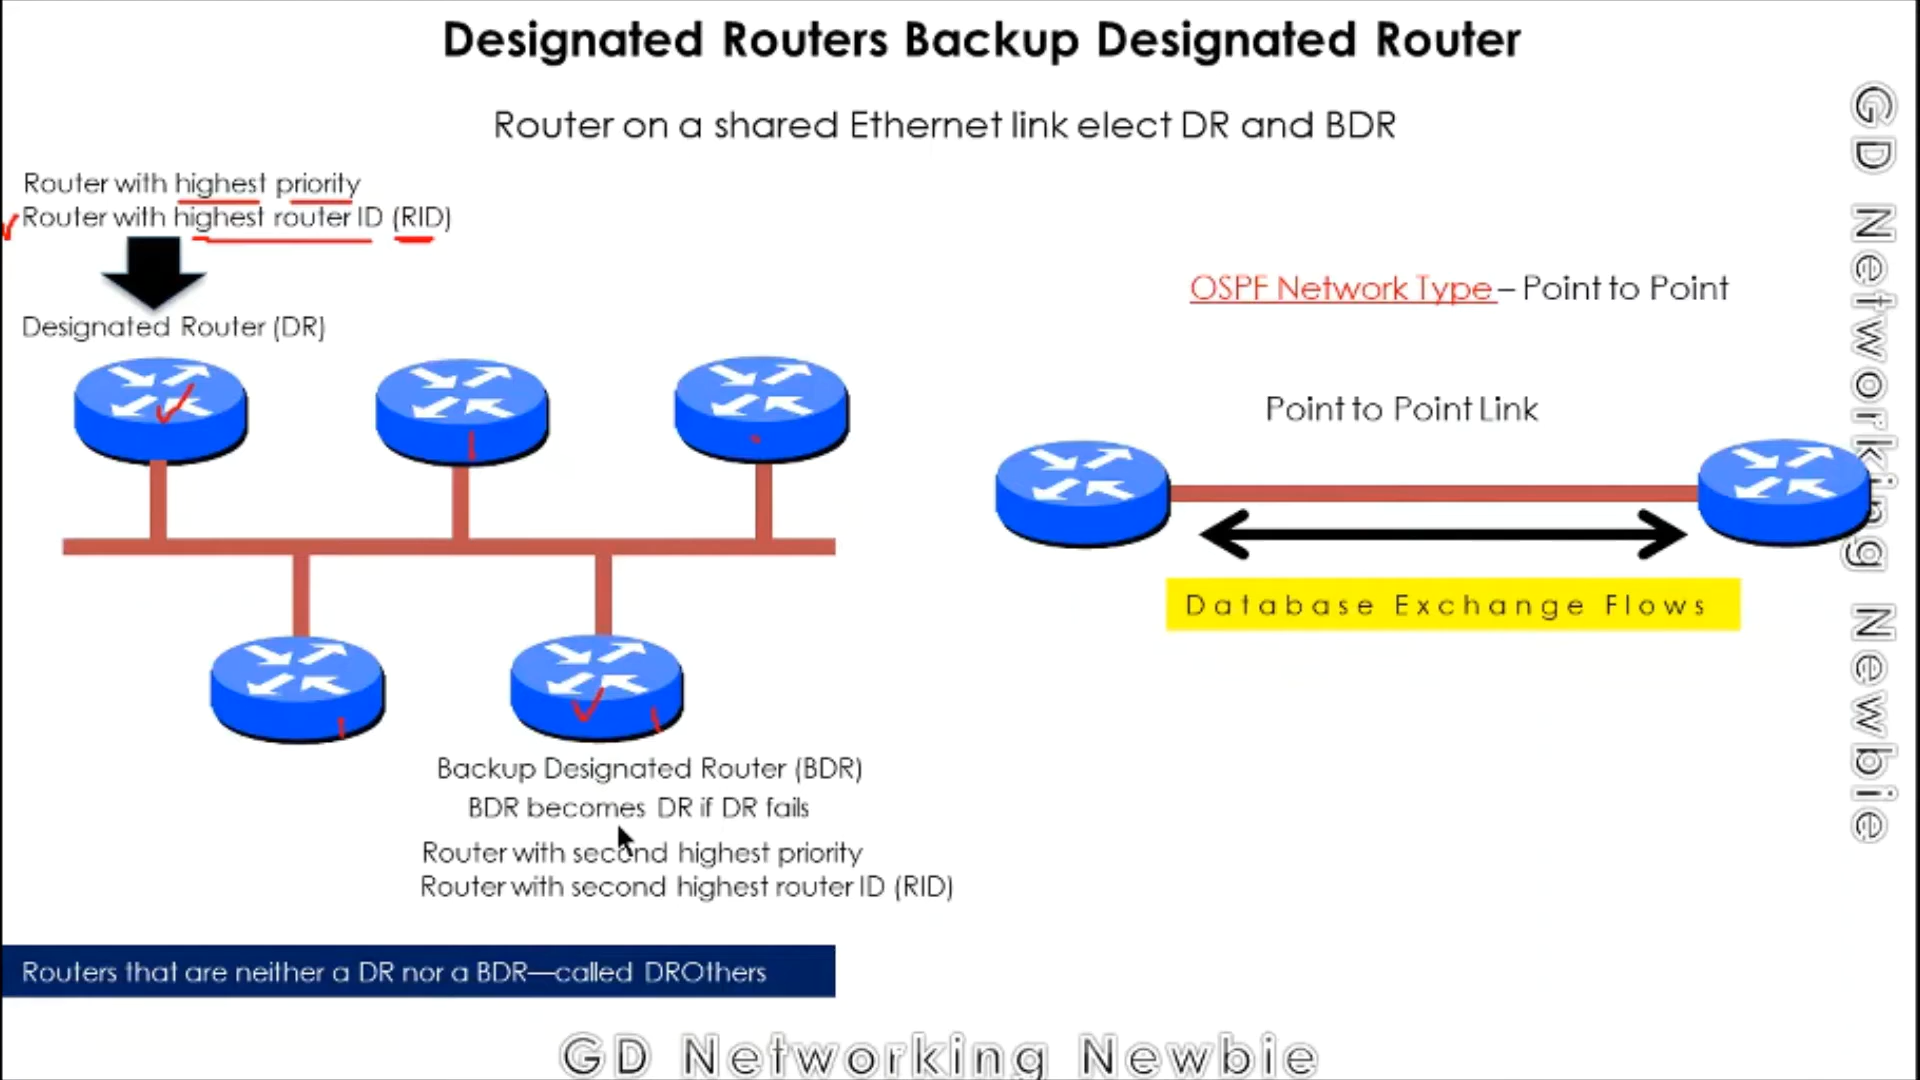 Designated Routers Backup Designated Router
Router on a shared Ethernet link elect DR and BDR
Router with highest priority
Router with highest router ID (RID)
Designated Router (DR)
OSPF Network Type – Point to Point
Point to Point Link
Database Exchange Flows
Backup Designated Router (BDR)
BDR becomes DR if DR fails
Router with second highest priority
Router with second highest router ID (RID)
Routers that are neither a DR nor a BDR—called DROthers
GD Networking Newbie
GD Networking Newbie